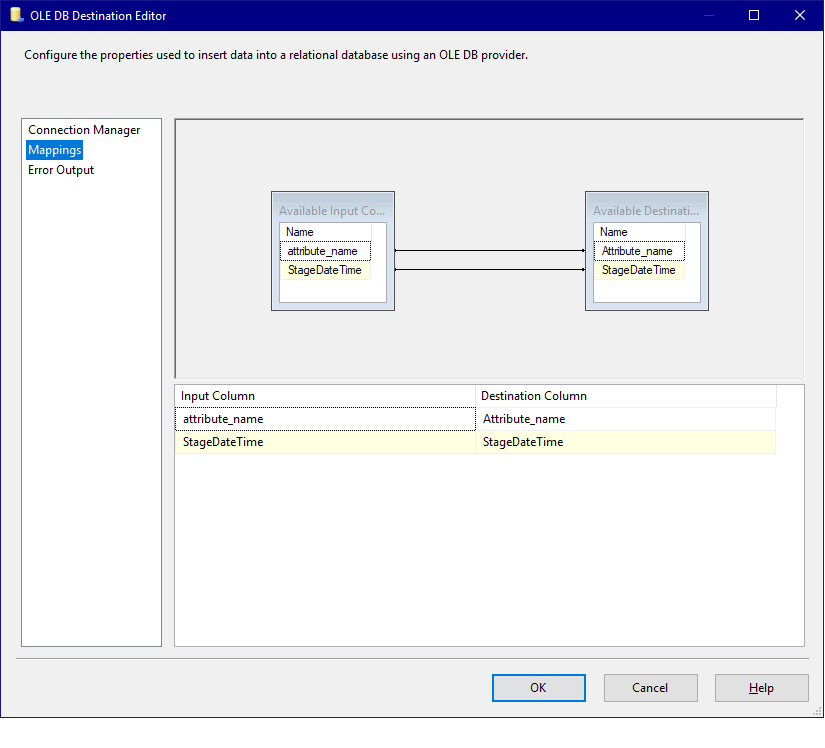 OLE DB Destination Editor
Configure the properties used to insert data into a relational database using an OLE DB provider.
Connection Manager
Mappings
Error Output
Available Input Co...
Name
attribute_name
StageDateTime
Available Destinati...
Name
Attribute_name
StageDateTime
Input Column Destination Column
attribute_name Attribute_name
StageDateTime StageDateTime
OK Cancel Help